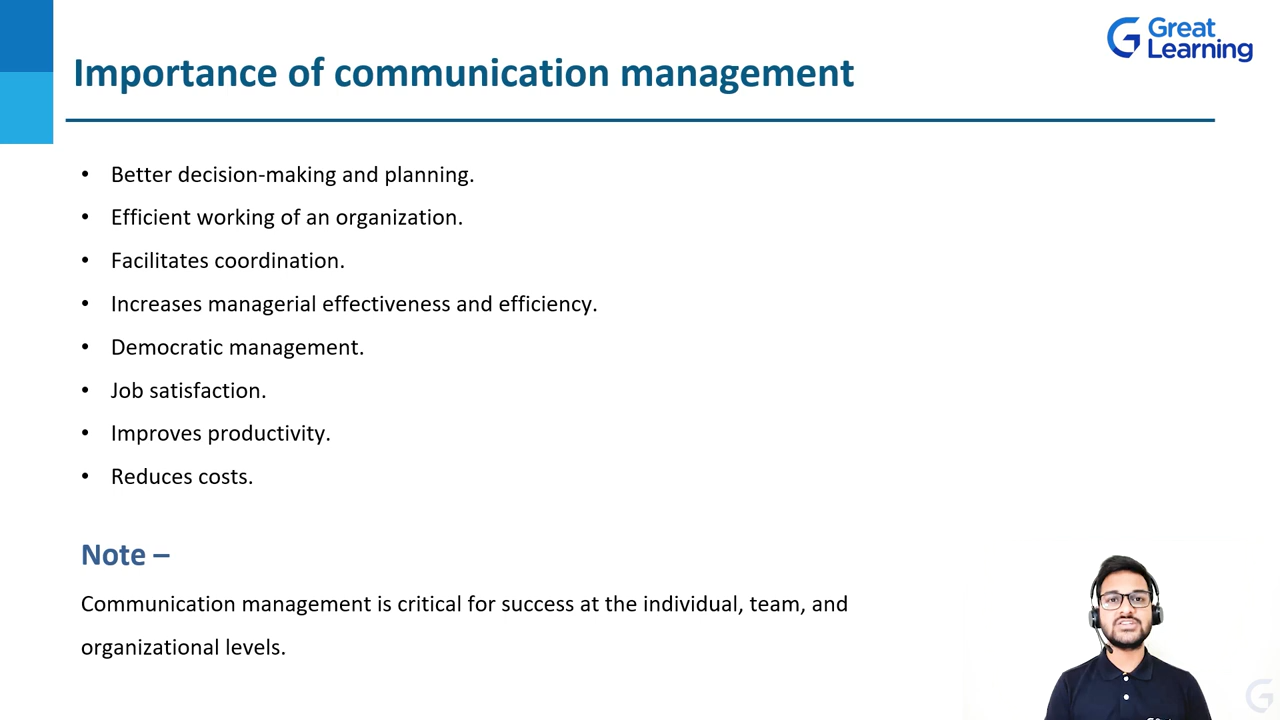 Great
Learning
Importance of communication management
• Better decision-making and planning.
• Efficient working of an organization.
• Facilitates coordination.
• Increases managerial effectiveness and efficiency.
• Democratic management.
• Job satisfaction.
• Improves productivity.
• Reduces costs.
Note –
Communication management is critical for success at the individual, team, and
organizational levels.